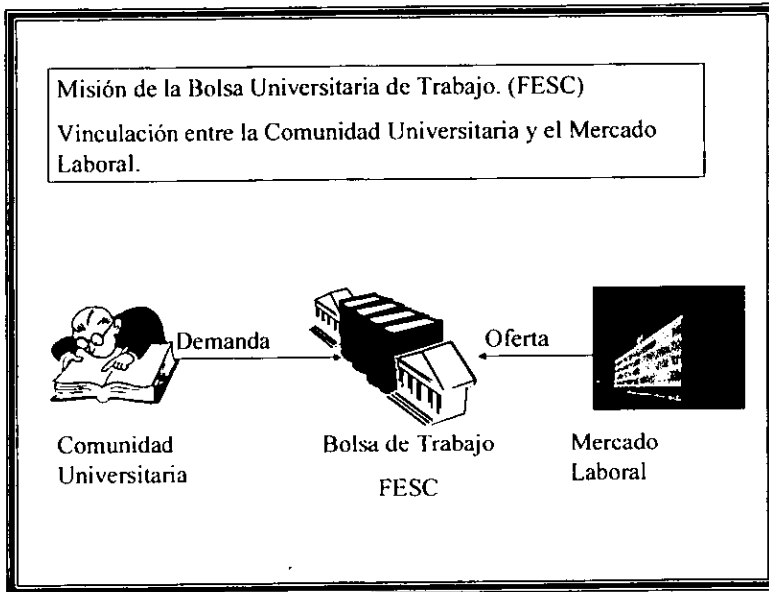 Misión de la Bolsa Universitaria de Trabajo. (FESC)
Vinculación entre la Comunidad Universitaria y el Mercado
Laboral.
Demanda
Oferta
Comunidad
Universitaria
Bolsa de Trabajo
FESC
Mercado
Laboral